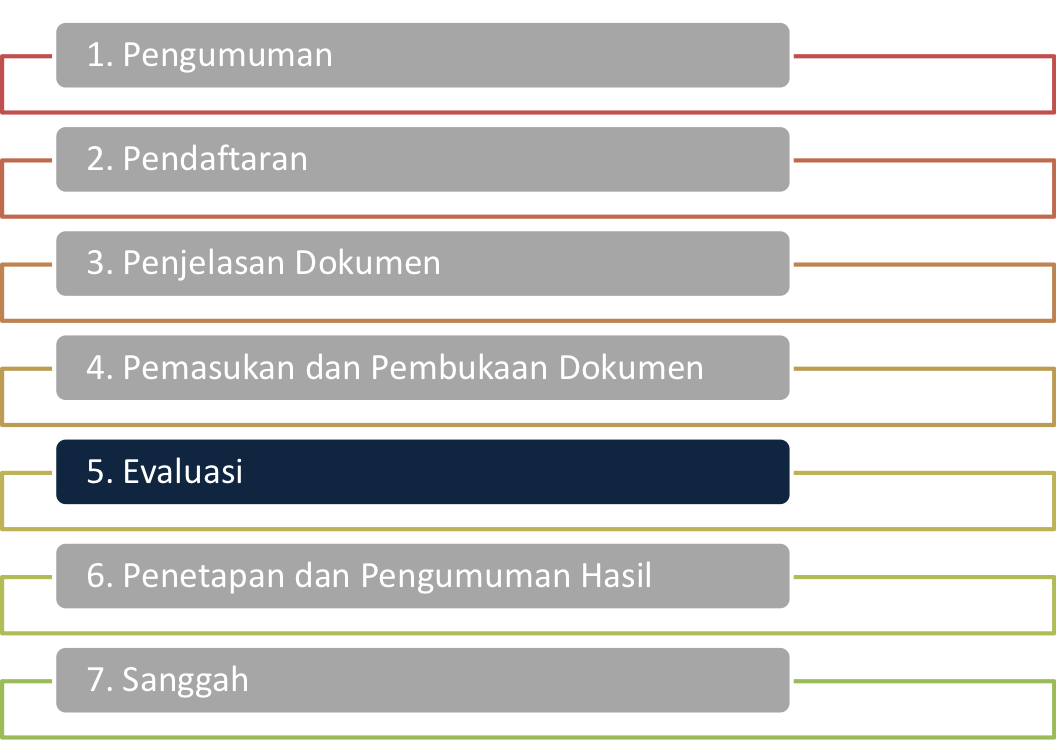 1. Pengumuman
2. Pendaftaran
3. Penjelasan Dokumen
4. Pemasukan dan Pembukaan Dokumen
5. Evaluasi
6. Penetapan dan Pengumuman Hasil
7. Sanggah